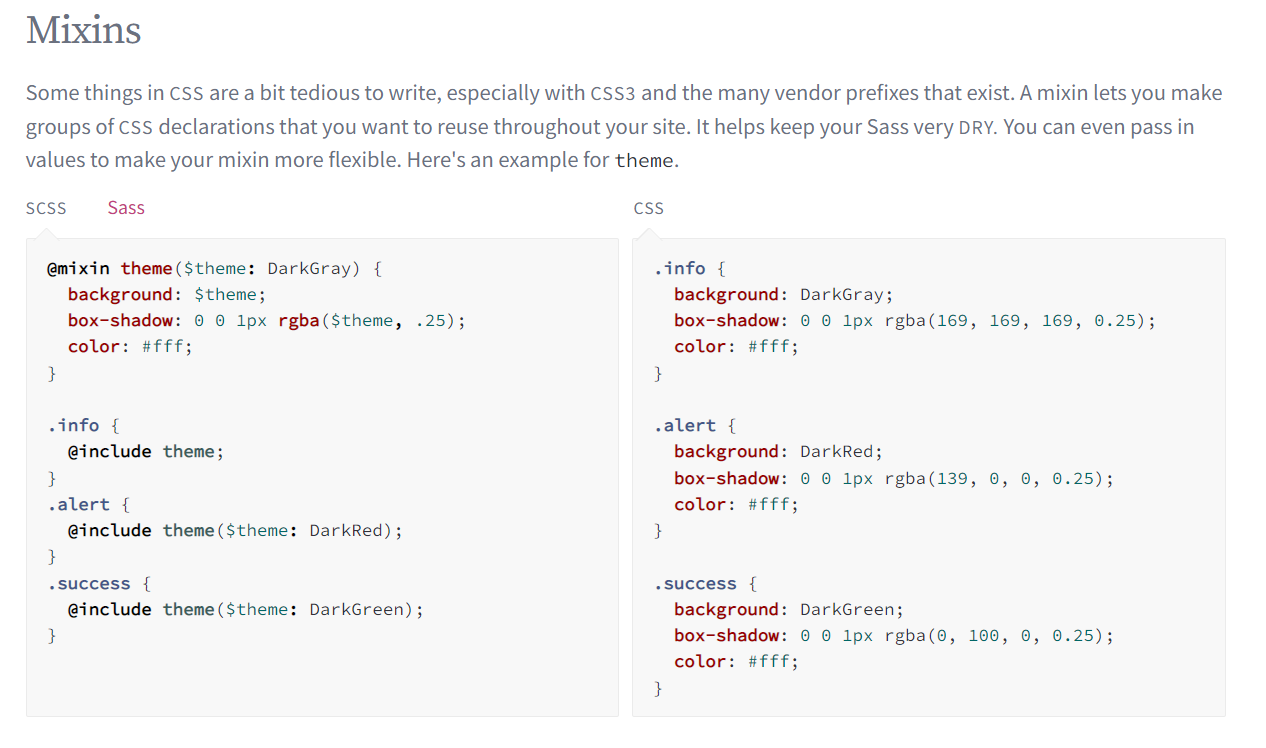 Mixins
Some things in CSS are a bit tedious to write, especially with CSS3 and the many vendor prefixes that exist. A mixin lets you make
groups of CSS declarations that you want to reuse throughout your site. It helps keep your Sass very DRY. You can even pass in
values to make your mixin more flexible. Here's an example for theme.
SCSS Sass
@mixin theme($theme: DarkGray) {
  background: $theme;
  box-shadow: 0 0 1px rgba($theme, .25);
  color: #fff;
}

.info {
  @include theme;
}
.alert {
  @include theme($theme: DarkRed);
}
.success {
  @include theme($theme: DarkGreen);
}
CSS
.info {
  background: DarkGray;
  box-shadow: 0 0 1px rgba(169, 169, 169, 0.25);
  color: #fff;
}

.alert {
  background: DarkRed;
  box-shadow: 0 0 1px rgba(139, 0, 0, 0.25);
  color: #fff;
}

.success {
  background: DarkGreen;
  box-shadow: 0 0 1px rgba(0, 100, 0, 0.25);
  color: #fff;
}